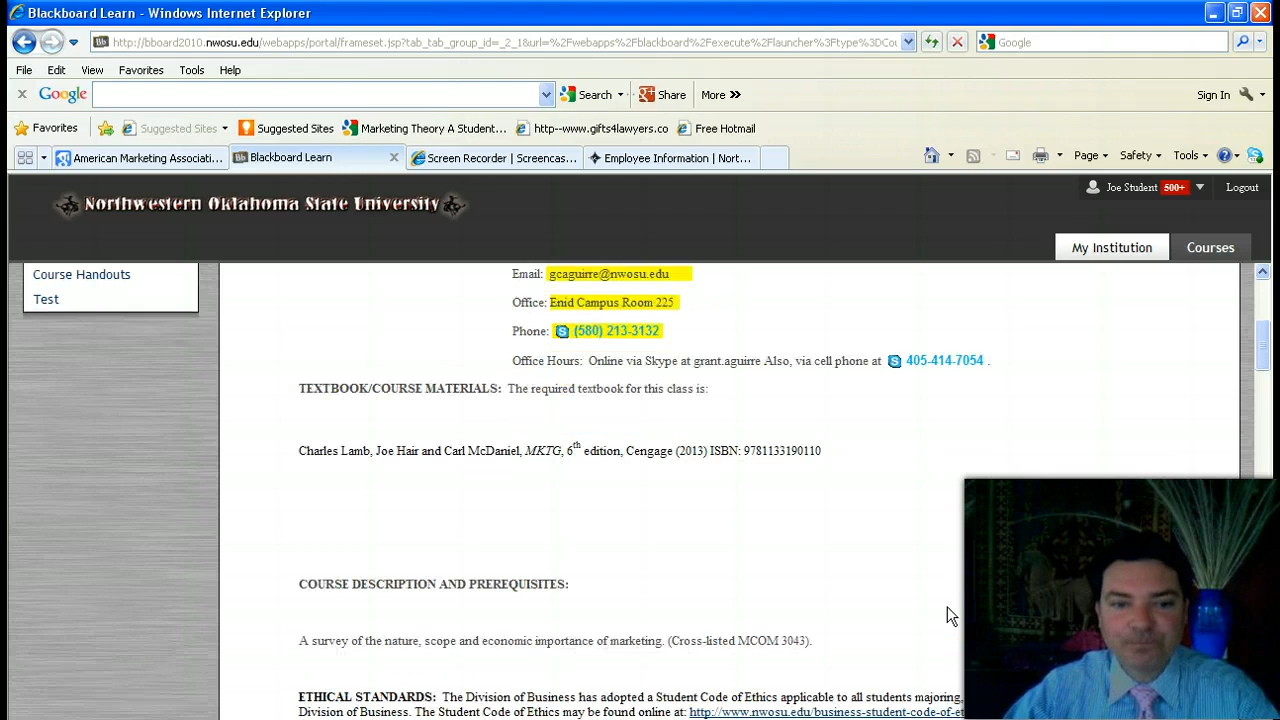 Blackboard Learn - Windows Internet Explorer
http://bboard2010.nwosu.edu/webapps/portal/frameset.jsp?tab_tab_group_id=_2_1&url=%2Fwebapps%2Fblackboard%2Fexecute%2Flauncher%3Ftype%3DCou Google
File Edit View Favorites Tools Help
x Google Search Share More »» Sign In
Favorites Suggested Sites Suggested Sites Marketing Theory A Student... http--www.gifts4lawyers.co Free Hotmail
American Marketing Associati... Blackboard Learn x Screen Recorder | Screens... Employee Information | Nort... Page Safety Tools
Northwestern Oklahoma State University
Joe Student 500+ Logout
My Institution Courses
Course Handouts
Test
Email: gcaguirre@nwosu.edu
Office: Enid Campus Room 225
Phone: (580) 213-3132
Office Hours: Online via Skype at grant.aguirre Also, via cell phone at 405-414-7054 .
TEXTBOOK/COURSE MATERIALS: The required textbook for this class is:
Charles Lamb, Joe Hair and Carl McDaniel, MKTG, 6th edition, Cengage (2013) ISBN: 9781133190110
COURSE DESCRIPTION AND PREREQUISITES:
A survey of the nature, scope and economic importance of marketing. (Cross-listed MCOM 3043).
ETHICAL STANDARDS: The Division of Business has adopted a Student Code of Ethics applicable to all students majoring,
Division of Business. The Student Code of Ethics may be found online at: http://www.nwosu.edu/business-student-code-of-e